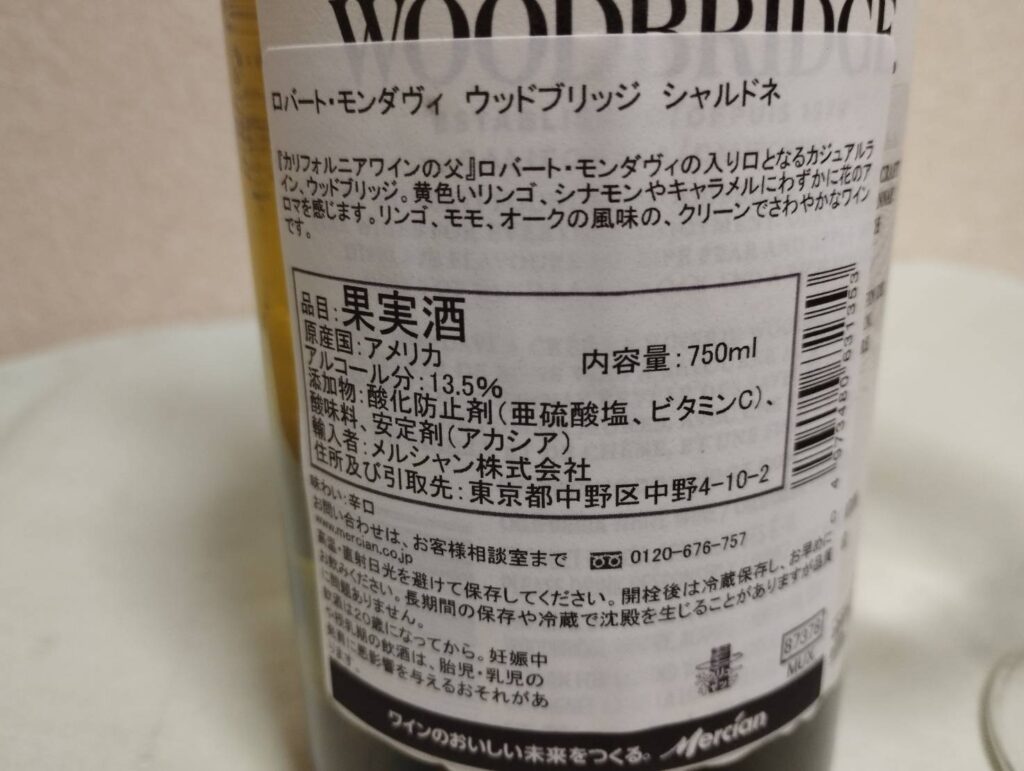 WOODBRIDGE
ロバート・モンダヴィ ウッドブリッジ シャルドネ
『カリフォルニアワインの父』ロバート・モンダヴィの入り口となるカジュアルラ
イン、ウッドブリッジ。黄色いリンゴ、シナモンやキャラメルにわずかに花のア
ロマを感じます。リンゴ、モモ、オークの風味の、クリーンでさわやかなワイン
です。
品目:果実酒
原産国:アメリカ 内容量:750ml
アルコール分:13.5%
添加物:酸化防止剤(亜硫酸塩、ビタミンC)、
酸味料、安定剤(アカシア)
輸入者:メルシャン株式会社
住所及び引取先:東京都中野区中野4-10-2
味わい:辛口
お問い合わせは、お客様相談室まで 0120-676-757
www.mercian.co.jp
高温・直射日光を避けて保存してください。開栓後は冷蔵保存し、お早めに
お飲みください。長期間の保存や冷蔵で沈殿を生じることがありますが品質
に問題ありません。
飲酒は20歳になってから。妊娠中
や授乳期の飲酒は、胎児・乳児の
発育に悪影響を与えるおそれがあ
ります。
87376
MUX
ワインのおいしい未来をつくる。 Mercian